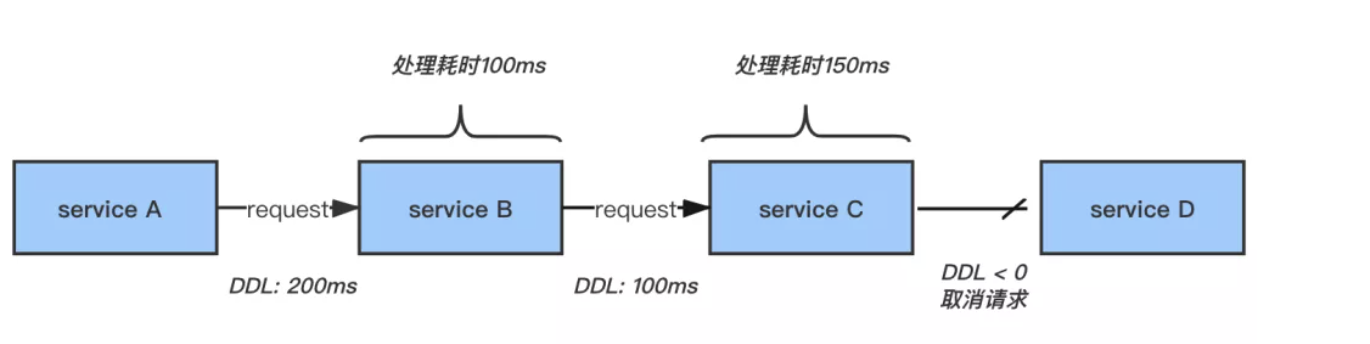 处理耗时100ms
处理耗时150ms
service A
request
service B
request
service C
service D
DDL: 200ms
DDL: 100ms
DDL < 0
取消请求